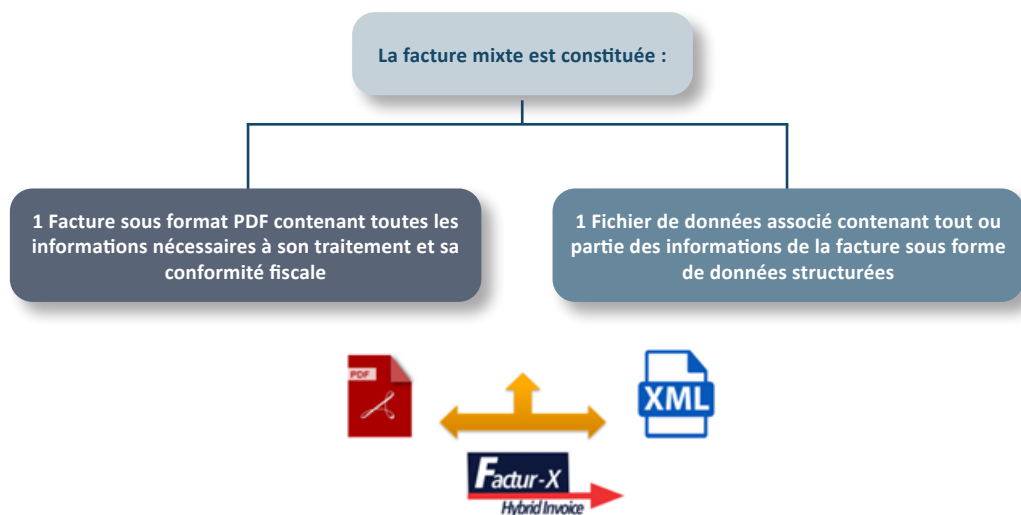 La facture mixte est constituée :
1 Facture sous format PDF contenant toutes les
informations nécessaires à son traitement et sa
conformité fiscale
1 Fichier de données associé contenant tout ou
partie des informations de la facture sous forme
de données structurées
PDF
XML
Factur-X
Hybrid Invoice